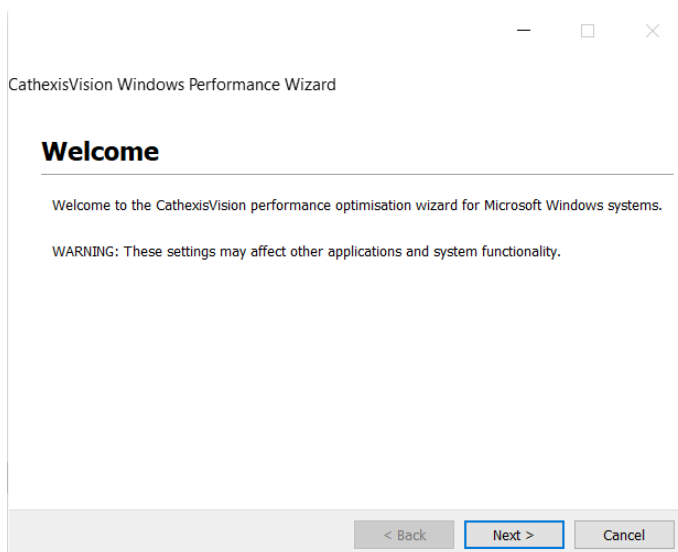 CathexisVision Windows Performance Wizard
Welcome
Welcome to the CathexisVision performance optimisation wizard for Microsoft Windows systems.
WARNING: These settings may affect other applications and system functionality.
< Back Next > Cancel